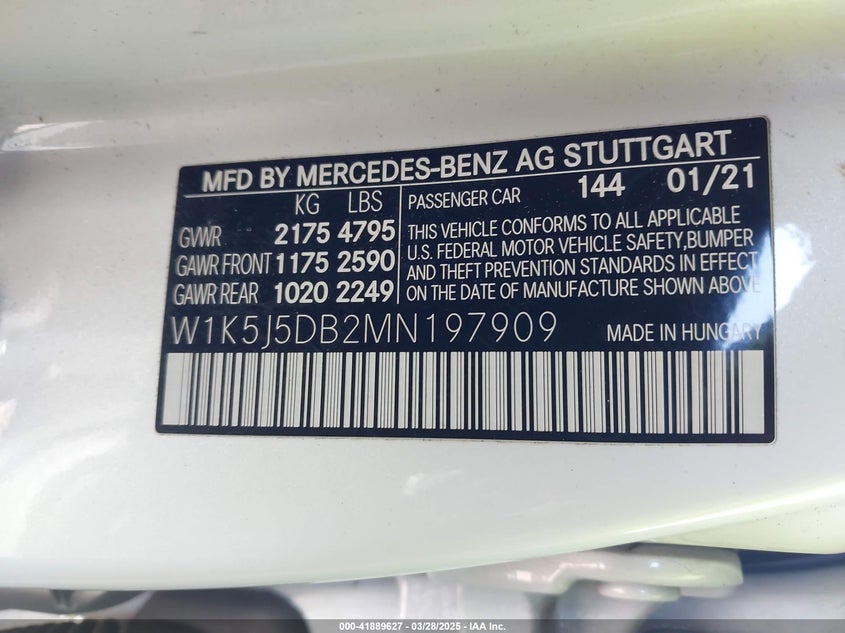 MFD BY MERCEDES-BENZ AG STUTTGART
KG LBS
GVWR 2175 4795
GAWR FRONT 1175 2590
GAWR REAR 1020 2249
PASSENGER CAR 144 01/21
THIS VEHICLE CONFORMS TO ALL APPLICABLE
U.S. FEDERAL MOTOR VEHICLE SAFETY,BUMPER
AND THEFT PREVENTION STANDARDS IN EFFECT
ON THE DATE OF MANUFACTURE SHOWN ABOVE
W1K5J5DB2MN197909 MADE IN HUNGARY
000-41889627 — 03/28/2025 — IAA Inc.